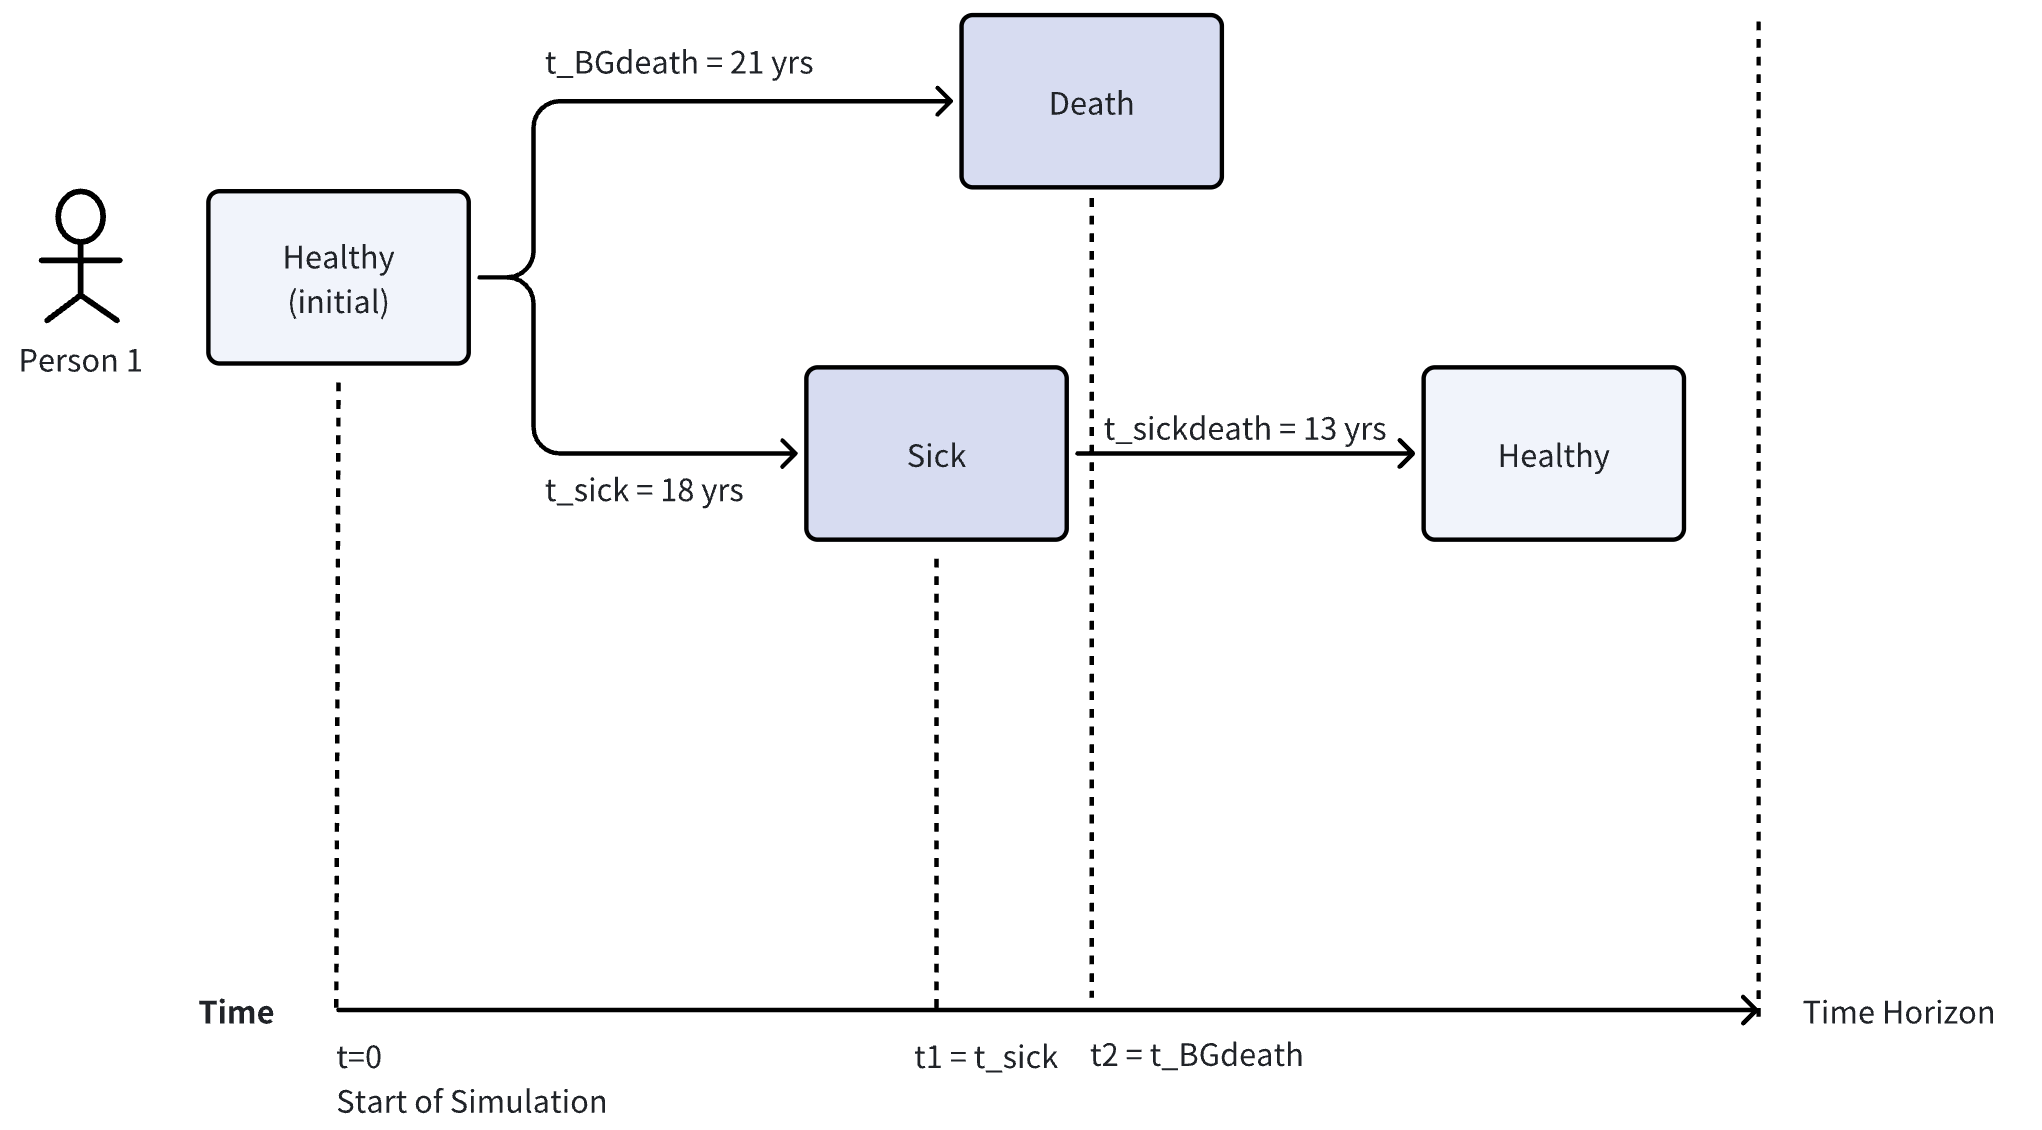 t_BGdeath = 21 yrs
Death
Healthy
(initial)
Person 1
t_sickdeath = 13 yrs
Sick
Healthy
t_sick = 18 yrs
Time
Time Horizon
t=0
t1 = t_sick
t2 = t_BGdeath
Start of Simulation